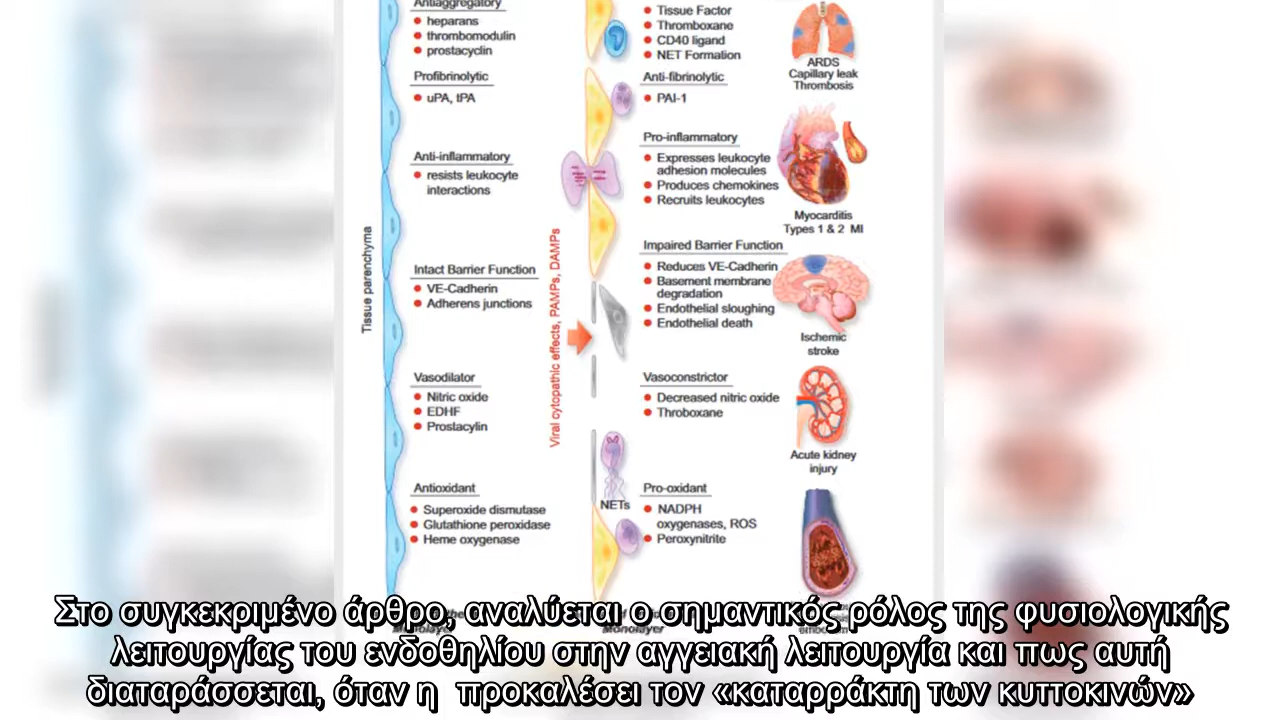 Antiaggregatory
heparans
thrombomodulin
prostacyclin
Profibrinolytic
uPA, tPA
Anti-inflammatory
resists leukocyte
interactions
Tissue parenchyma
Intact Barrier Function
VE-Cadherin
Adherens junctions
Vasodilator
Nitric oxide
EDHF
Prostacylin
Antioxidant
Superoxide dismutase
Glutathione peroxidase
Heme oxygenase
Viral cytopathic effects, PAMPs, DAMPs
NETs
Tissue Factor
Thromboxane
CD40 ligand
NET Formation
Anti-fibrinolytic
PAI-1
Pro-inflammatory
Expresses leukocyte
adhesion molecules
Produces chemokines
Recruits leukocytes
Impaired Barrier Function
Reduces VE-Cadherin
Basement membrane
degradation
Endothelial sloughing
Endothelial death
Vasoconstrictor
Decreased nitric oxide
Throboxane
Pro-oxidant
NADPH
oxygenases, ROS
Peroxynitrite
ARDS
Capillary leak
Thrombosis
Myocarditis
Types 1 & 2 MI
Ischemic
stroke
Acute kidney
injury
Monolayer
Monolayer
Στο συγκεκριμένο άρθρο, αναλύεται ο σημαντικός ρόλος της φυσιολογικής
λειτουργίας του ενδοθηλίου στην αγγειακή λειτουργία και πως αυτή
διαταράσσεται, όταν η προκαλέσει τον «καταρράκτη των κυττοκινών»